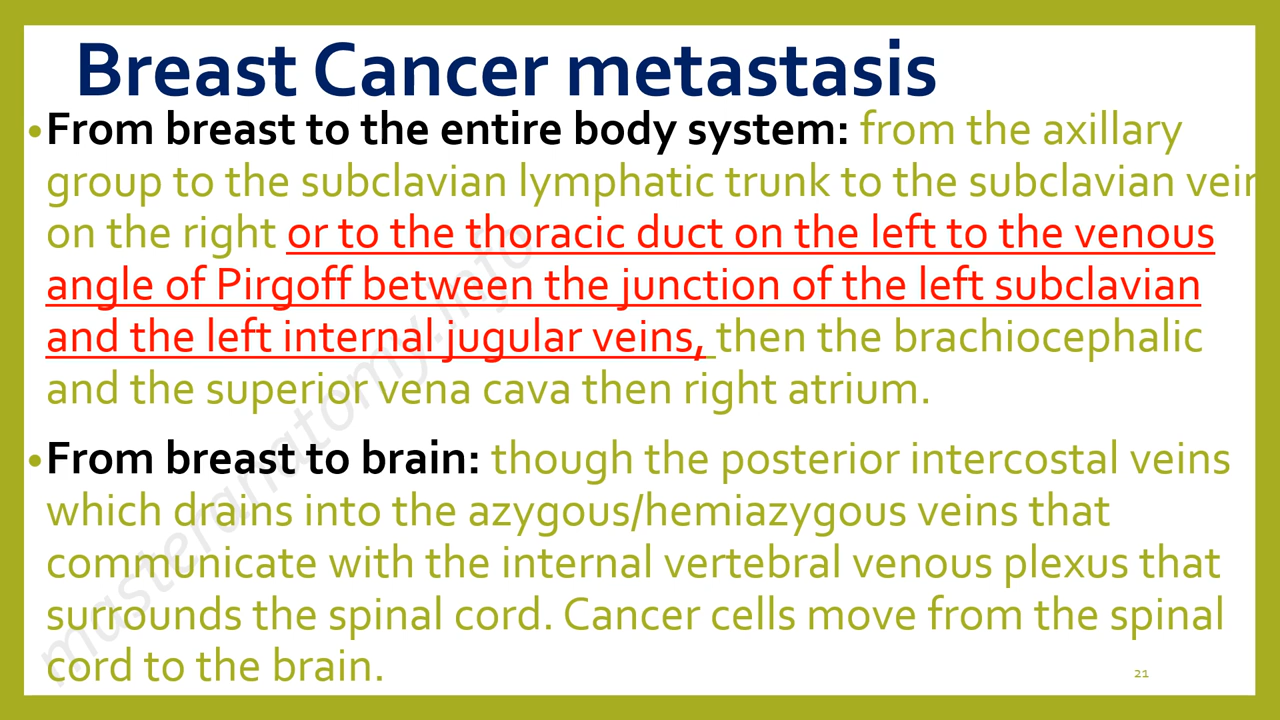 Breast Cancer metastasis
•From breast to the entire body system: from the axillary
group to the subclavian lymphatic trunk to the subclavian vein
on the right or to the thoracic duct on the left to the venous
angle of Pirgoff between the junction of the left subclavian
and the left internal jugular veins, then the brachiocephalic
and the superior vena cava then right atrium.
•From breast to brain: though the posterior intercostal veins
which drains into the azygous/hemiazygous veins that
communicate with the internal vertebral venous plexus that
surrounds the spinal cord. Cancer cells move from the spinal
cord to the brain.
21
masteranatomy.info